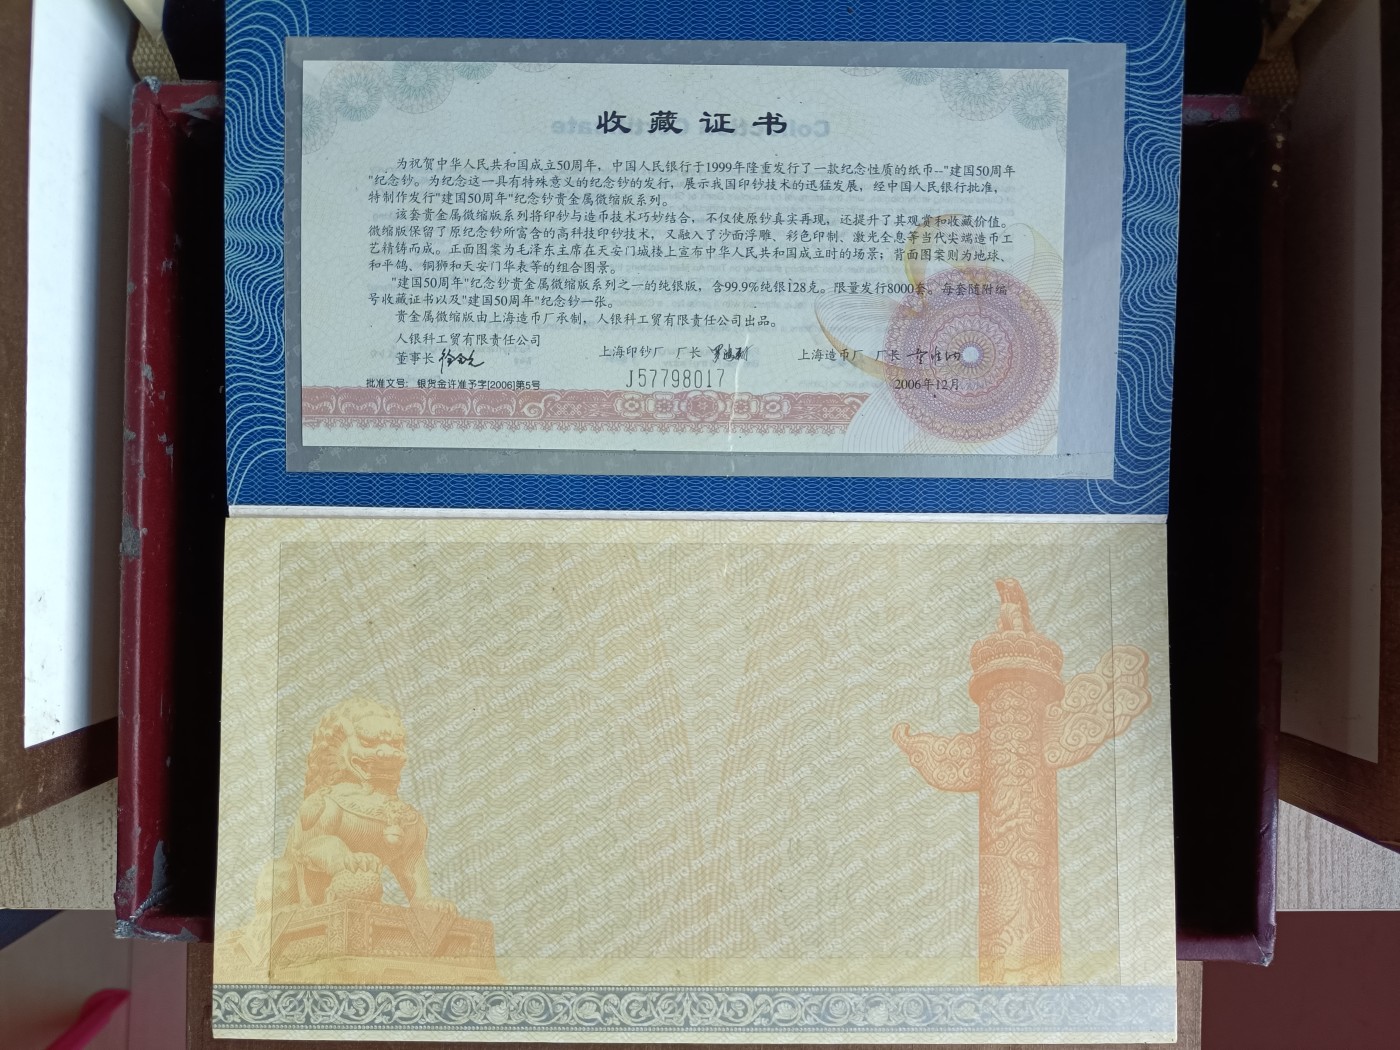 收藏证书
为祝贺中华人民共和国成立50周年，中国人民银行于1999年隆重发行了一款纪念性质的纸币--"建国50周年
"纪念钞。为纪念这一具有特殊意义的纪念钞的发行，展示我国印钞技术的迅猛发展，经中国人民银行批准，
特制作发行"建国50周年"纪念钞贵金属微缩版系列。
该套贵金属微缩版系列将印钞与造币技术巧妙结合，不仅使原钞真实再现，还提升了其观赏和收藏价值。
微缩版保留了原纪念钞所富含的高科技印钞技术，又融入了沙面浮雕、彩色印制、激光全息等当代尖端造币工
艺精铸而成。正面图案为毛泽东主席在天安门城楼上宣布中华人民共和国成立时的场景；背面图案则为地球、
和平鸽、铜狮和天安门华表等的组合图景。
"建国50周年"纪念钞贵金属微缩版系列之一的纯银版，含99.9%纯银128克。限量发行8000套。每套随附编
号收藏证书以及"建国50周年"纪念钞一张。
贵金属微缩版由上海造币厂承制，人银科工贸有限责任公司出品。
人银科工贸有限责任公司
董事长 上海印钞厂 厂长 上海造币厂 厂长
批准文号：银货金许准予字[2006]第5号 J57798017 2006年12月